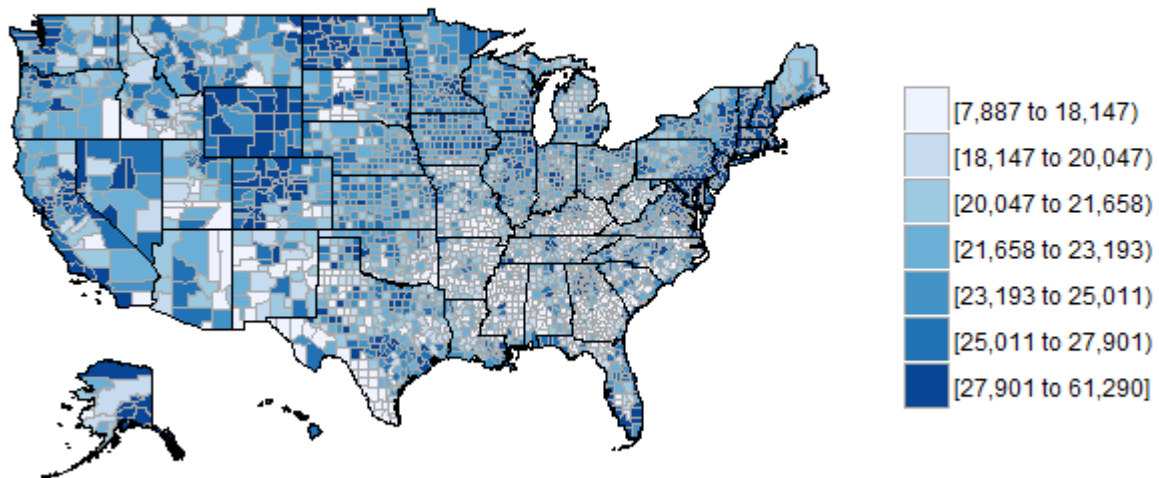 [7,887 to 18,147)
[18,147 to 20,047)
[20,047 to 21,658)
[21,658 to 23,193)
[23,193 to 25,011)
[25,011 to 27,901)
[27,901 to 61,290]